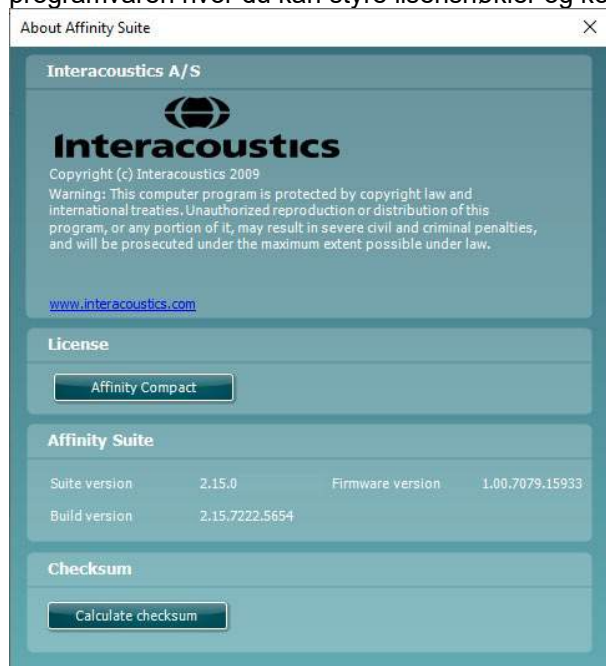 programvaren hvor du kan styre lisensnøkler og
About Affinity Suite
Interacoustics A/S
Interacoustics
Copyright (c) Interacoustics 2009
Warning: This computer program is protected by copyright law and
international treaties. Unauthorized reproduction or distribution of this
program, or any portion of it, may result in severe civil and criminal penalties,
and will be prosecuted under the maximum extent possible under law.
www.interacoustics.com
License
Affinity Compact
Affinity Suite
Suite version 2.15.0 Firmware version 1.00.7079.15933
Build version 2.15.7222.5654
Checksum
Calculate checksum